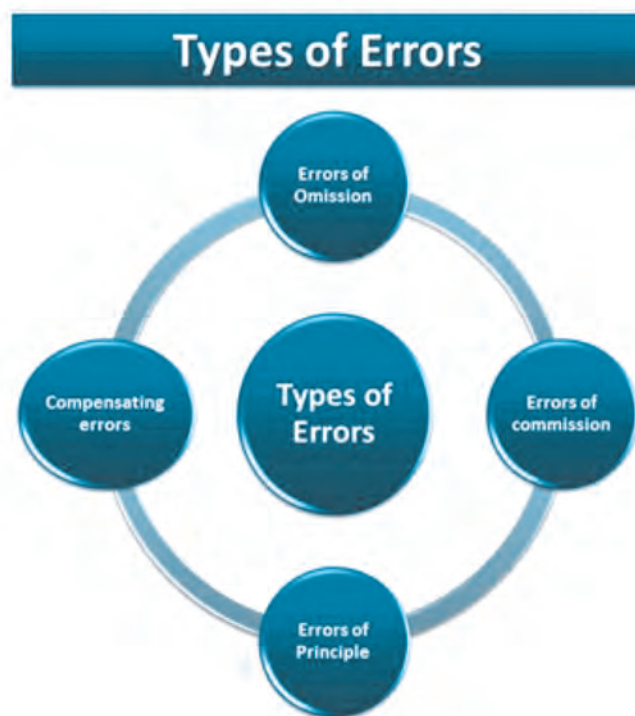 Types of Errors
Errors of
Omission
Compensating
errors
Types of
Errors
Errors of
commission
Errors of
Principle